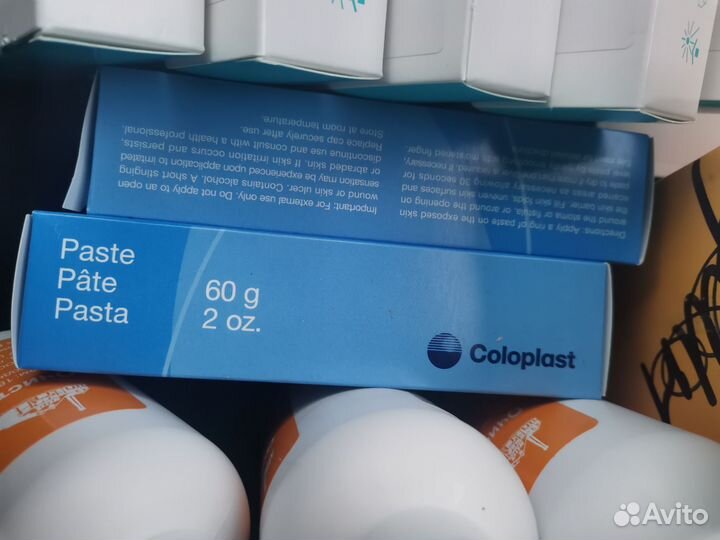 Directions: Apply a ring of paste on the exposed skin
around the stoma or fistula, or around the opening on
the skin barrier. Fill skin folds, uneven surfaces and
scarred areas as necessary allowing 30 seconds for
Important: For external use only. Do not apply to an open
wound or skin ulcer. Contains alcohol. A short stinging
sensation may be experienced upon application to irritated
or abraded skin. If skin irritation occurs and persists,
discontinue use and consult with a health professional.
Replace cap securely after use.
Store at room temperature.
Paste
Pâte
Pasta
60 g
2 oz.
Coloplast
Avito